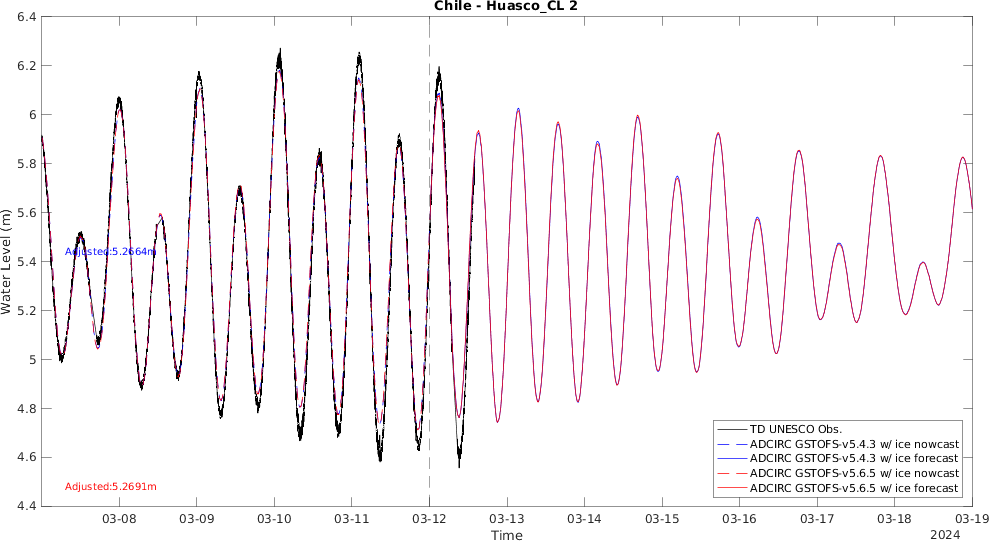 Chile - Huasco_CL 2
Water Level (m)
6.4
6.2
6
5.8
5.6
5.4
5.2
5
4.8
4.6
4.4
Adjusted:5.2664m
Adjusted:5.2691m
TD UNESCO Obs.
ADCIRC GSTOFS-v5.4.3 w/ ice nowcast
ADCIRC GSTOFS-v5.4.3 w/ ice forecast
ADCIRC GSTOFS-v5.6.5 w/ ice nowcast
ADCIRC GSTOFS-v5.6.5 w/ ice forecast
03-08 03-09 03-10 03-11 03-12 03-13 03-14 03-15 03-16 03-17 03-18 03-19
Time
2024